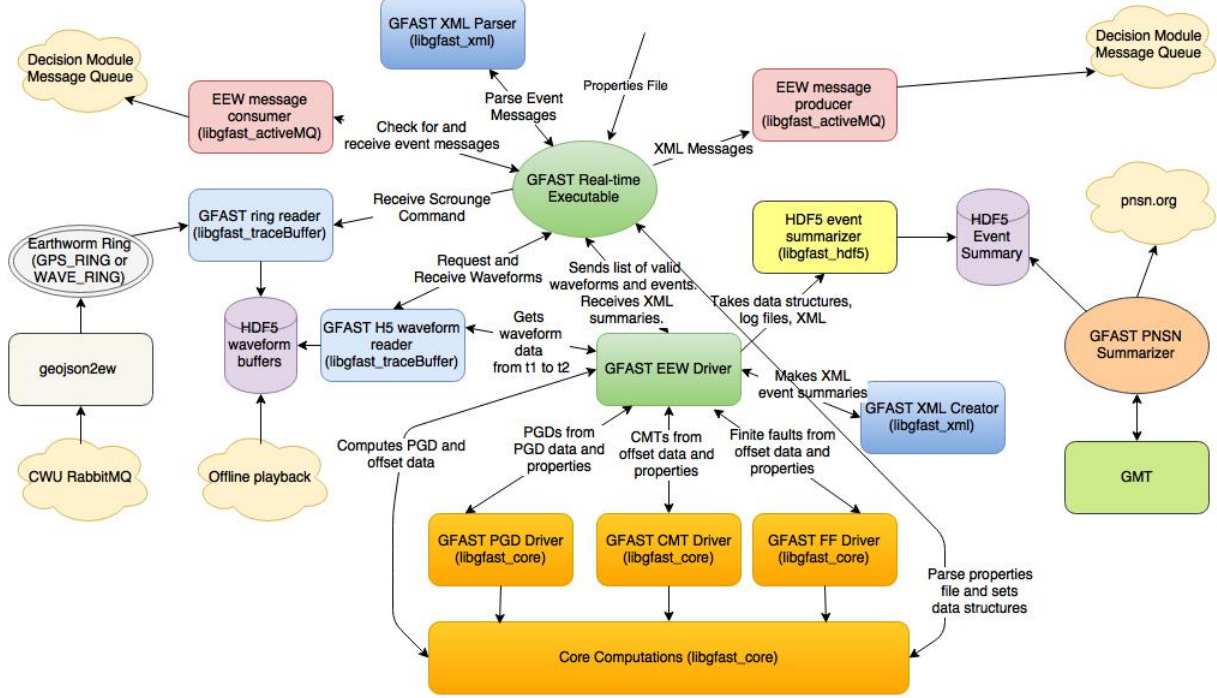 GFAST XML Parser
(libgfast_xml)
Decision Module
Message Queue
Decision Module
Message Queue
EEW message
consumer
(libgfast_activeMQ)
Parse Event
Messages
Properties File
EEW message
producer
(libgfast_activeMQ)
Check for and
receive event messages
XML Messages
GFAST Real-time
Executable
GFAST ring reader
(libgfast_traceBuffer)
Receive Scrounge
Command
HDF5 event
summarizer
(libgfast_hdf5)
HDF5
Event
Summary
pnsn.org
Earthworm Ring
(GPS_RING or
WAVE_RING)
Request and
Receive Waveforms
Sends list of valid
waveforms and events.
Receives XML
summaries.
Takes data structures,
log files, XML
HDF5
waveform
buffers
GFAST H5 waveform
reader
(libgfast_traceBuffer)
Gets
waveform
data
from t1 to t2
GFAST PNSN
Summarizer
geojson2ew
GFAST EEW Driver
Makes XML
event summaries
GFAST XML Creator
(libgfast_xml)
Computes PGD and
offset data
PGDs from
PGD data and
properties
CMTs from
offset data and
properties
Finite faults from
offset data and
properties
CWU RabbitMQ
Offline playback
GMT
GFAST PGD Driver
(libgfast_core)
GFAST CMT Driver
(libgfast_core)
GFAST FF Driver
(libgfast_core)
Parse properties
file and sets
data structures
Core Computations (libgfast_core)